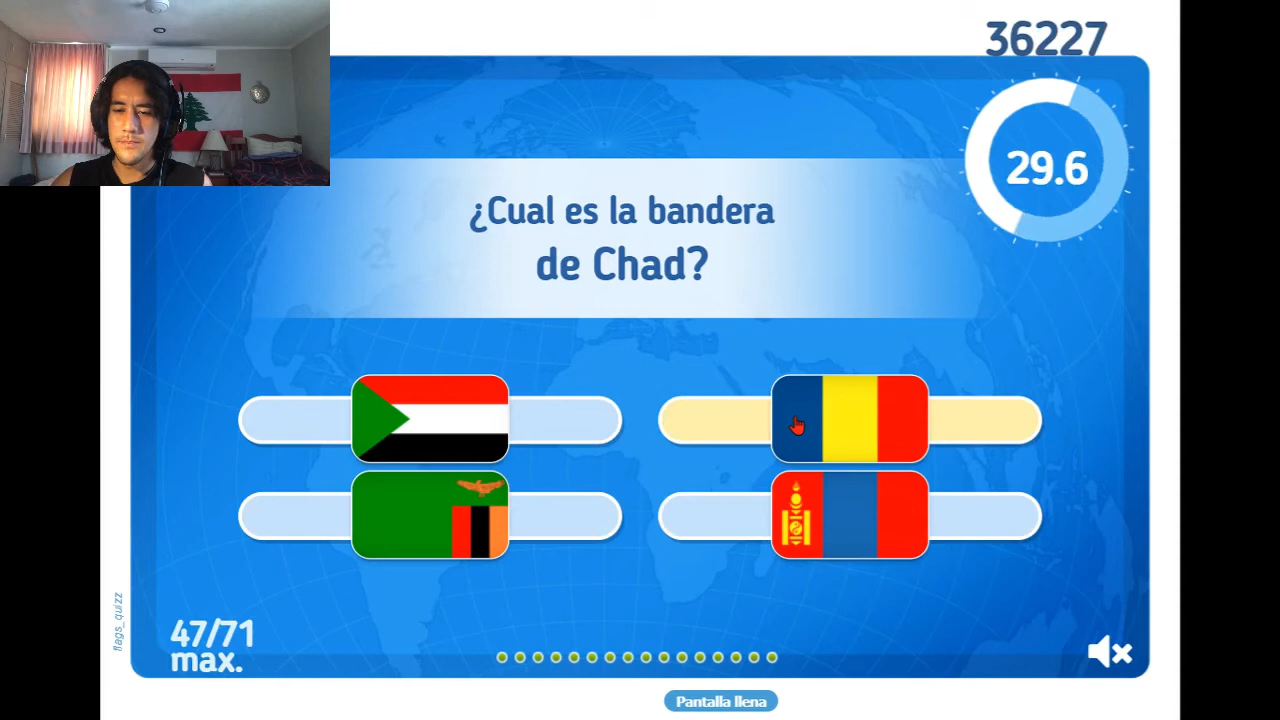 36227
29.6
¿Cual es la bandera
de Chad?
flags_quizz
47/71
max.
Pantalla llena